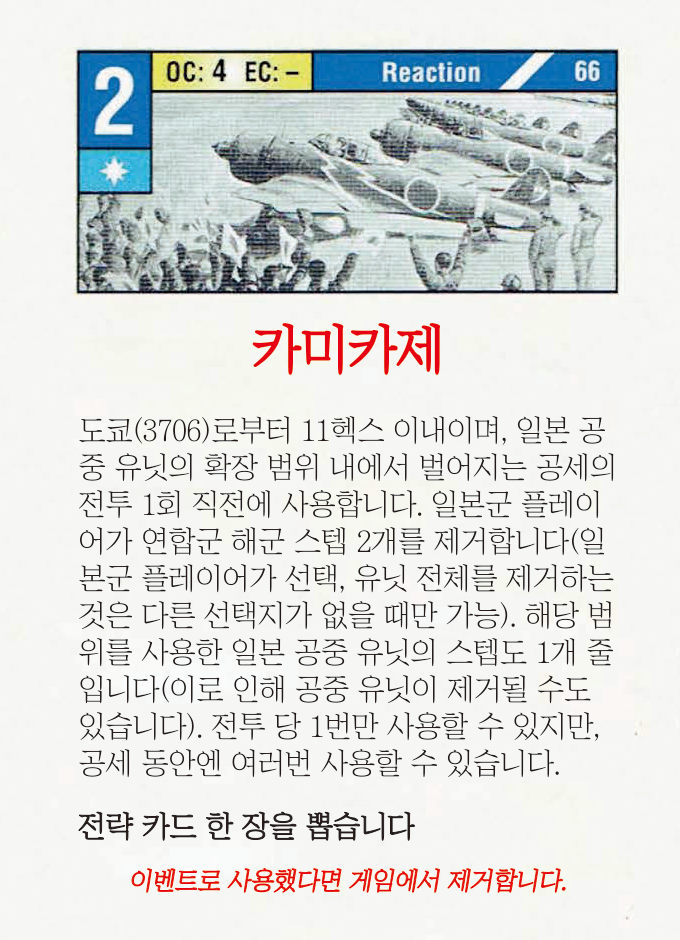 2
OC: 4 EC: –
Reaction 66
카미카제
도쿄(3706)로부터 11헥스 이내이며, 일본 공
중 유닛의 확장 범위 내에서 벌어지는 공세의
전투 1회 직전에 사용합니다. 일본군 플레이
어가 연합군 해군 스텝 2개를 제거합니다(일
본군 플레이어가 선택, 유닛 전체를 제거하는
것은 다른 선택지가 없을 때만 가능). 해당 범
위를 사용한 일본 공중 유닛의 스텝도 1개 줄
입니다(이로 인해 공중 유닛이 제거될 수도
있습니다). 전투 당 1번만 사용할 수 있지만,
공세 동안엔 여러번 사용할 수 있습니다.
전략 카드 한 장을 뽑습니다
이벤트로 사용했다면 게임에서 제거합니다.